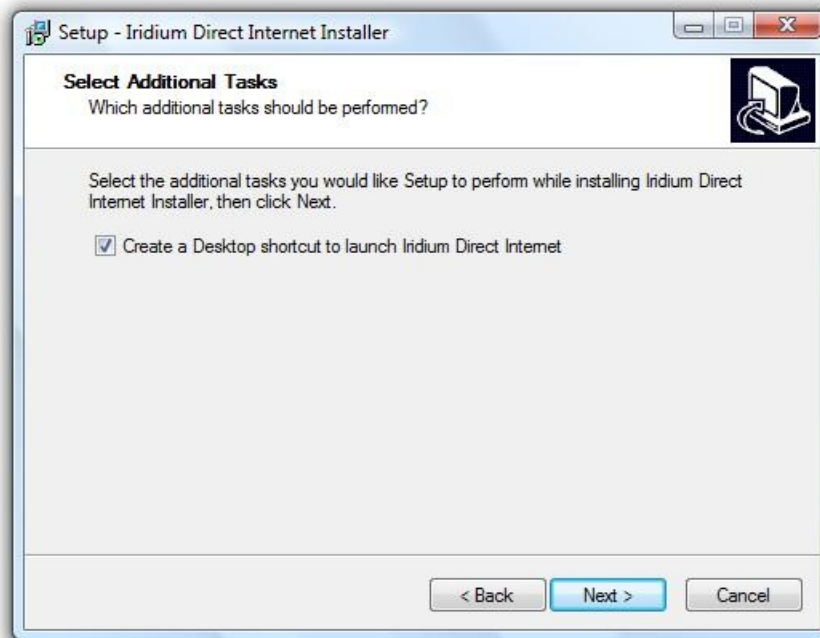 Setup - Iridium Direct Internet Installer
Select Additional Tasks
Which additional tasks should be performed?
Select the additional tasks you would like Setup to perform while installing Iridium Direct
Internet Installer, then click Next.
Create a Desktop shortcut to launch Iridium Direct Internet
< Back
Next >
Cancel